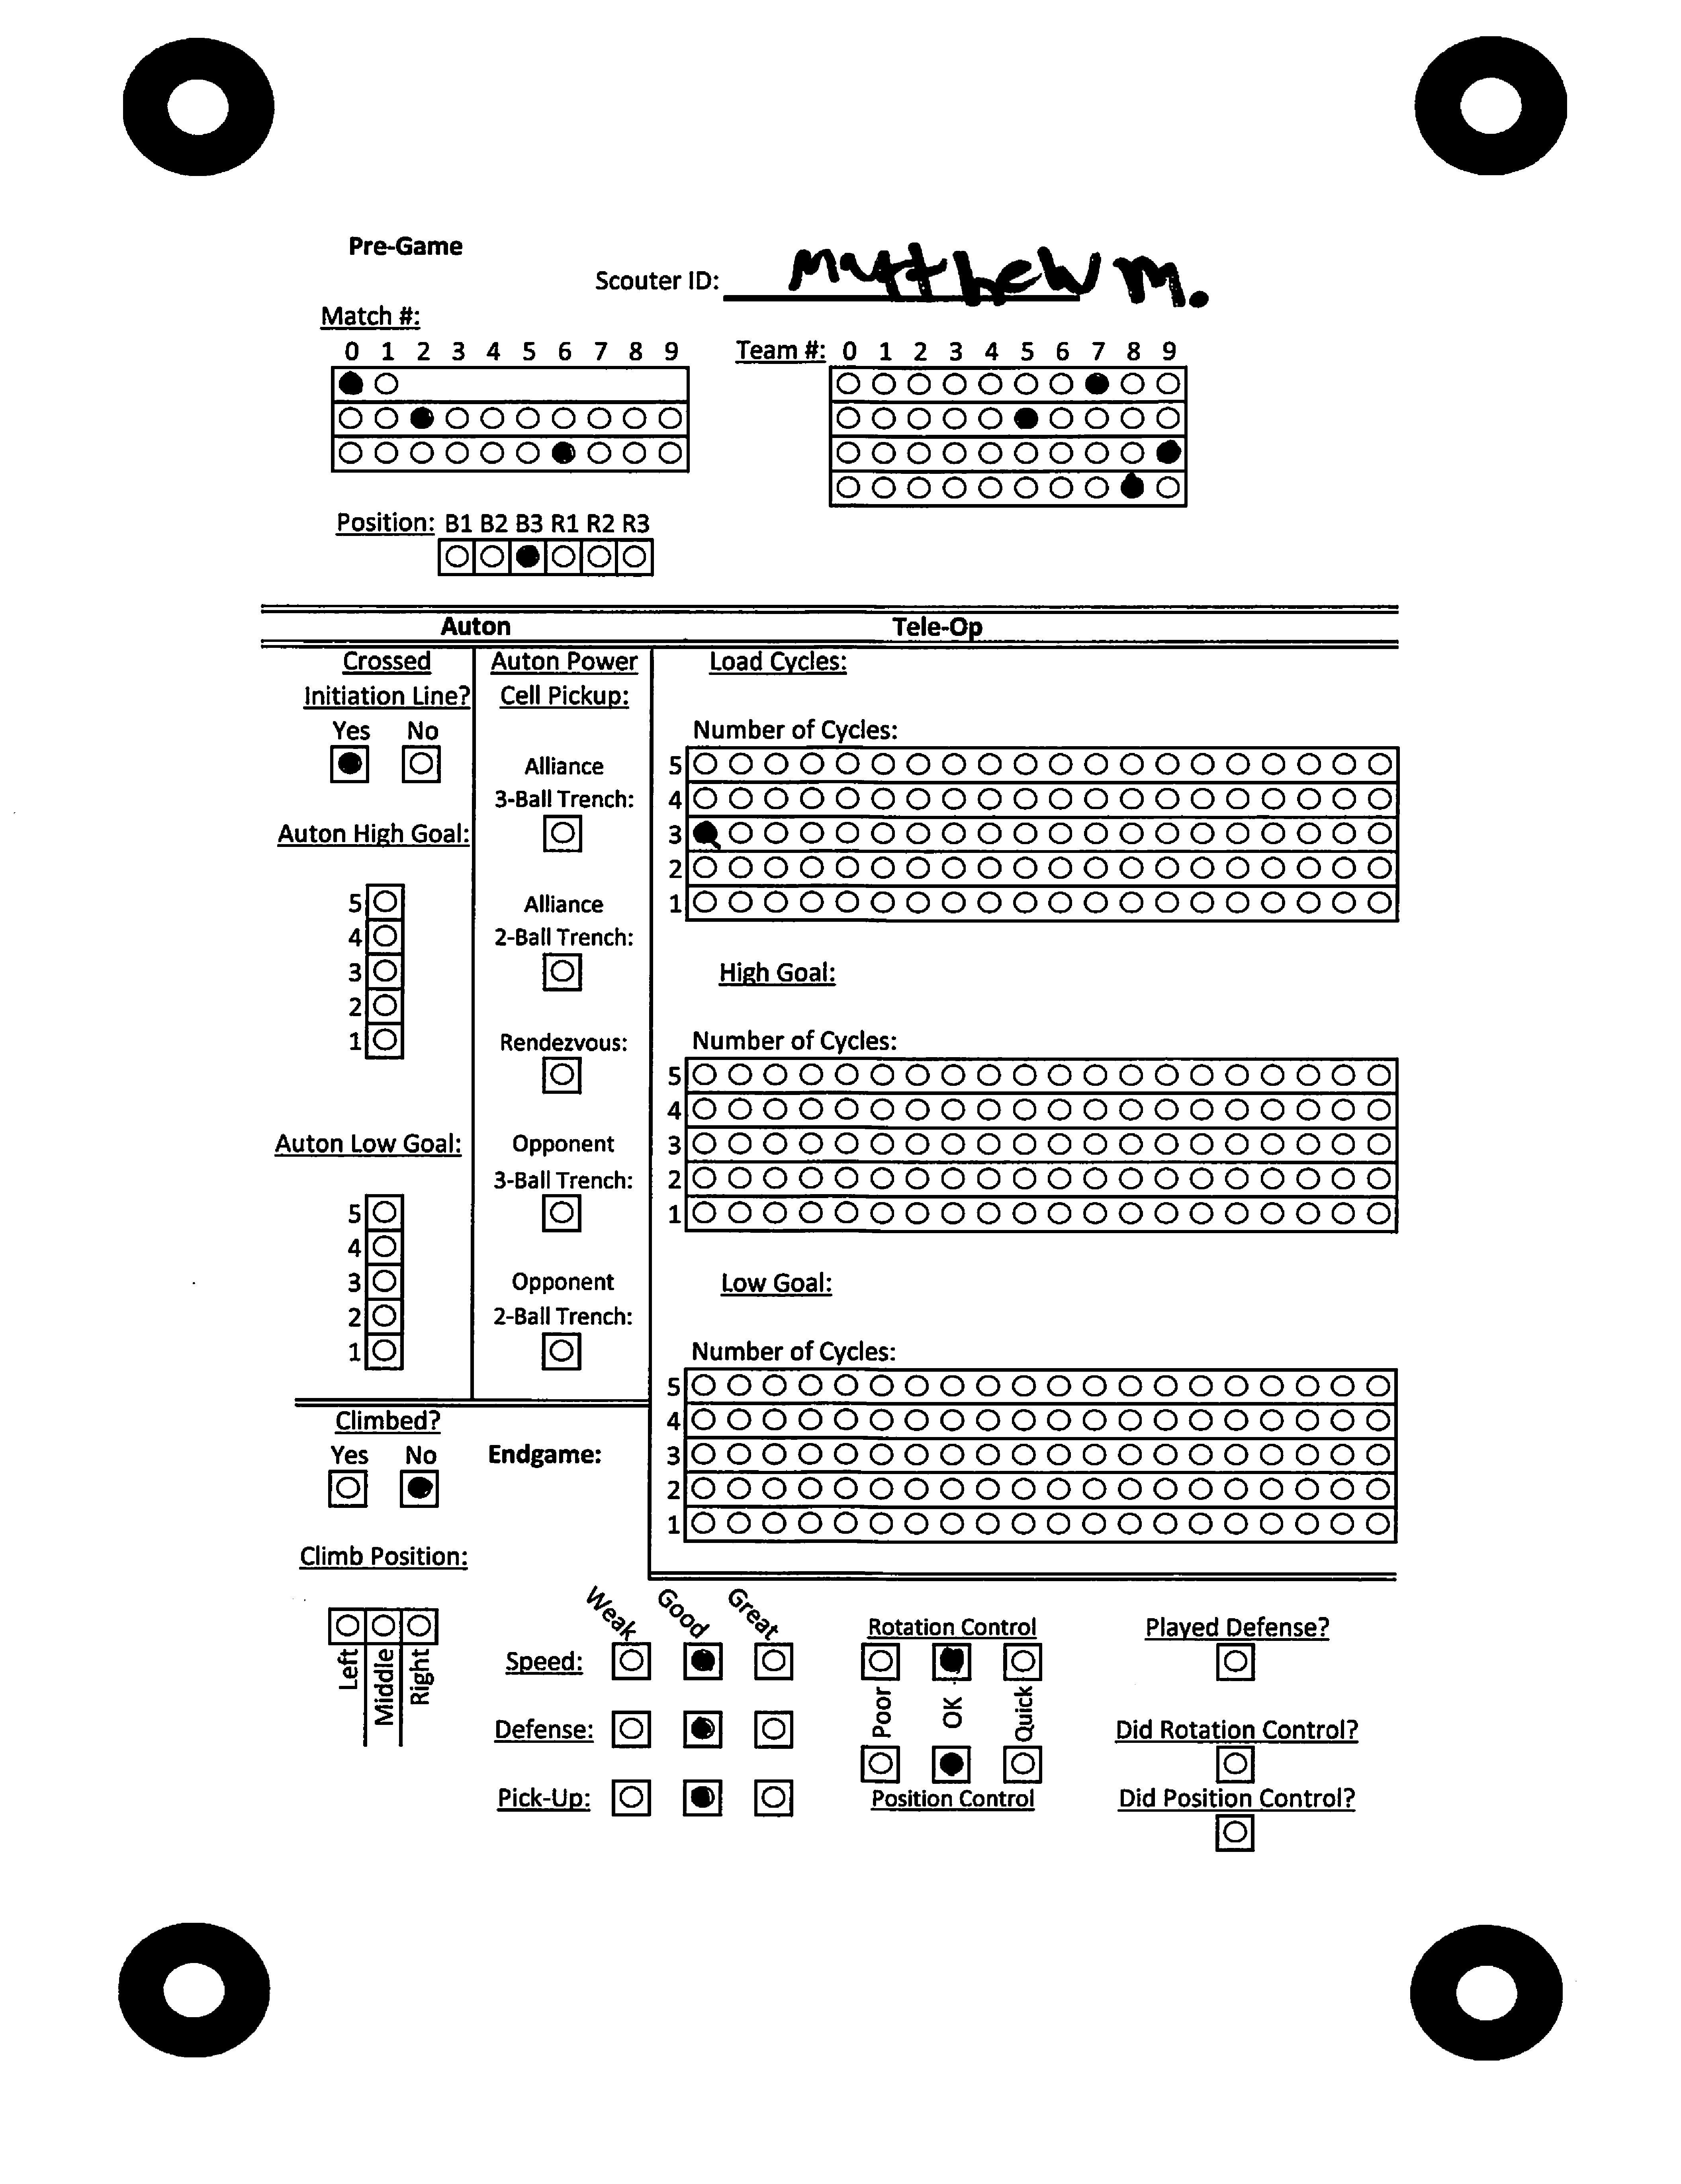 Pre-Game
Scouter ID: Matthew M.
Match #:
0 1 2 3 4 5 6 7 8 9
Team #: 0 1 2 3 4 5 6 7 8 9
Position: B1 B2 B3 R1 R2 R3
Auton
Tele-Op
Crossed
Initiation Line?
Yes No
Auton High Goal:
5
4
3
2
1
Auton Low Goal:
5
4
3
2
1
Auton Power
Cell Pickup:
Alliance
3-Ball Trench:
Alliance
2-Ball Trench:
Rendezvous:
Opponent
3-Ball Trench:
Opponent
2-Ball Trench:
Load Cycles:
Number of Cycles:
5
4
3
2
1
High Goal:
Number of Cycles:
5
4
3
2
1
Low Goal:
Number of Cycles:
5
4
3
2
1
Climbed?
Yes No
Endgame:
Climb Position:
Left
Middle
Right
Weak Good Great
Speed:
Defense:
Pick-Up:
Rotation Control
Poor OK Quick
Position Control
Played Defense?
Did Rotation Control?
Did Position Control?